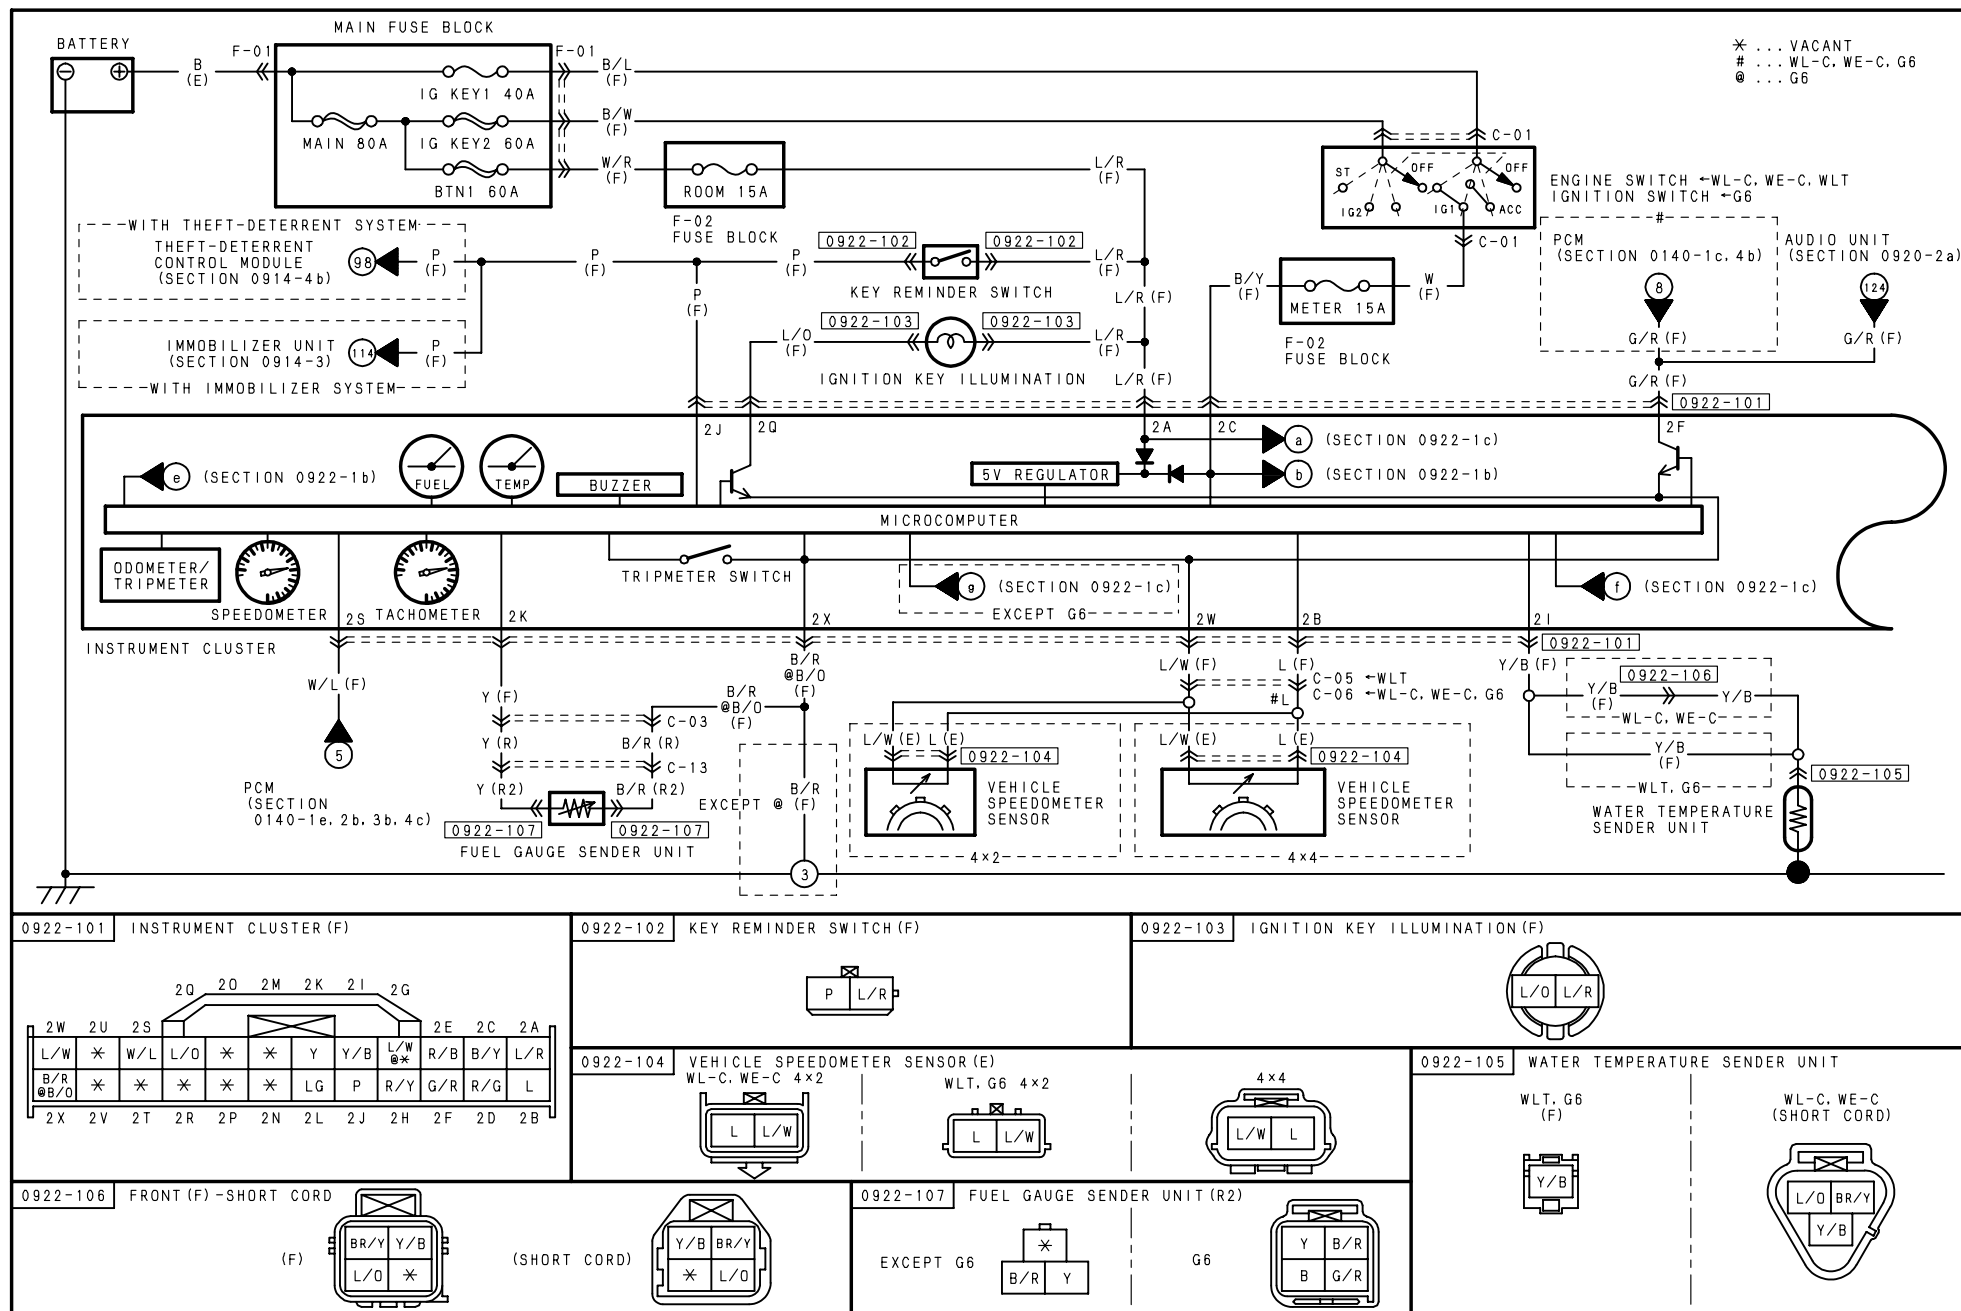 BATTERY
B
(E)
F-01
MAIN FUSE BLOCK
IG KEY1 40A
MAIN 80A
IG KEY2 60A
BTN1 60A
F-01
B/L
(F)
B/W
(F)
W/R
(F)
ROOM 15A
F-02
FUSE BLOCK
L/R
(F)
* ... VACANT
# ... WL-C, WE-C, G6
@ ... G6
C-01
ST
OFF
OFF
IG2
IG1
ACC
C-01
ENGINE SWITCH ←WL-C, WE-C, WLT
IGNITION SWITCH ←G6
#
PCM
(SECTION 0140-1c, 4b)
8
G/R (F)
AUDIO UNIT
(SECTION 0920-2a)
124
G/R (F)
G/R (F)
0922-101
WITH THEFT-DETERRENT SYSTEM
THEFT-DETERRENT
CONTROL MODULE
(SECTION 0914-4b)
98
P
(F)
IMMOBILIZER UNIT
(SECTION 0914-3)
114
P
(F)
WITH IMMOBILIZER SYSTEM
P
(F)
P
(F)
P
(F)
0922-102
0922-102
L/R
(F)
KEY REMINDER SWITCH
L/R (F)
L/O
(F)
0922-103
0922-103
L/R
(F)
IGNITION KEY ILLUMINATION
L/R (F)
B/Y
(F)
METER 15A
W
(F)
F-02
FUSE BLOCK
2J
2Q
2A
2C
2F
a
(SECTION 0922-1c)
b
(SECTION 0922-1b)
5V REGULATOR
e
(SECTION 0922-1b)
FUEL
TEMP
BUZZER
MICROCOMPUTER
ODOMETER/
TRIPMETER
SPEEDOMETER
TACHOMETER
TRIPMETER SWITCH
g
(SECTION 0922-1c)
EXCEPT G6
f
(SECTION 0922-1c)
2S
2K
2X
2W
2B
2I
INSTRUMENT CLUSTER
0922-101
W/L (F)
5
PCM
(SECTION
0140-1e, 2b, 3b, 4c)
Y (F)
Y (R)
Y (R2)
B/R
@B/O
(F)
B/R
@B/O
(F)
C-03
B/R (R)
C-13
B/R (R2)
0922-107
0922-107
FUEL GAUGE SENDER UNIT
EXCEPT @
B/R
(F)
3
L/W (F)
L (F)
C-05 ←WLT
C-06 ←WL-C, WE-C, G6
#L
L/W (E)
L (E)
0922-104
VEHICLE
SPEEDOMETER
SENSOR
4×2
L/W (E)
L (E)
0922-104
VEHICLE
SPEEDOMETER
SENSOR
4×4
Y/B (F)
Y/B
(F)
0922-106
Y/B
WL-C, WE-C
Y/B
(F)
WLT, G6
0922-105
WATER TEMPERATURE
SENDER UNIT
0922-101 INSTRUMENT CLUSTER (F)
2Q 2O 2M 2K 2I 2G
2W 2U 2S 2E 2C 2A
L/W * W/L L/O * * Y Y/B L/W @* R/B B/Y L/R
B/R @B/O * * * * * LG P R/Y G/R R/G L
2X 2V 2T 2R 2P 2N 2L 2J 2H 2F 2D 2B
0922-102 KEY REMINDER SWITCH (F)
P L/R
0922-103 IGNITION KEY ILLUMINATION (F)
L/O L/R
0922-104 VEHICLE SPEEDOMETER SENSOR (E)
WL-C, WE-C 4×2
L L/W
WLT, G6 4×2
L L/W
4×4
L/W L
0922-105 WATER TEMPERATURE SENDER UNIT
WLT, G6
(F)
Y/B
WL-C, WE-C
(SHORT CORD)
L/O BR/Y
Y/B
0922-106 FRONT (F) -SHORT CORD
(F)
BR/Y Y/B
L/O *
(SHORT CORD)
Y/B BR/Y
* L/O
0922-107 FUEL GAUGE SENDER UNIT (R2)
EXCEPT G6
*
B/R Y
G6
Y B/R
B G/R